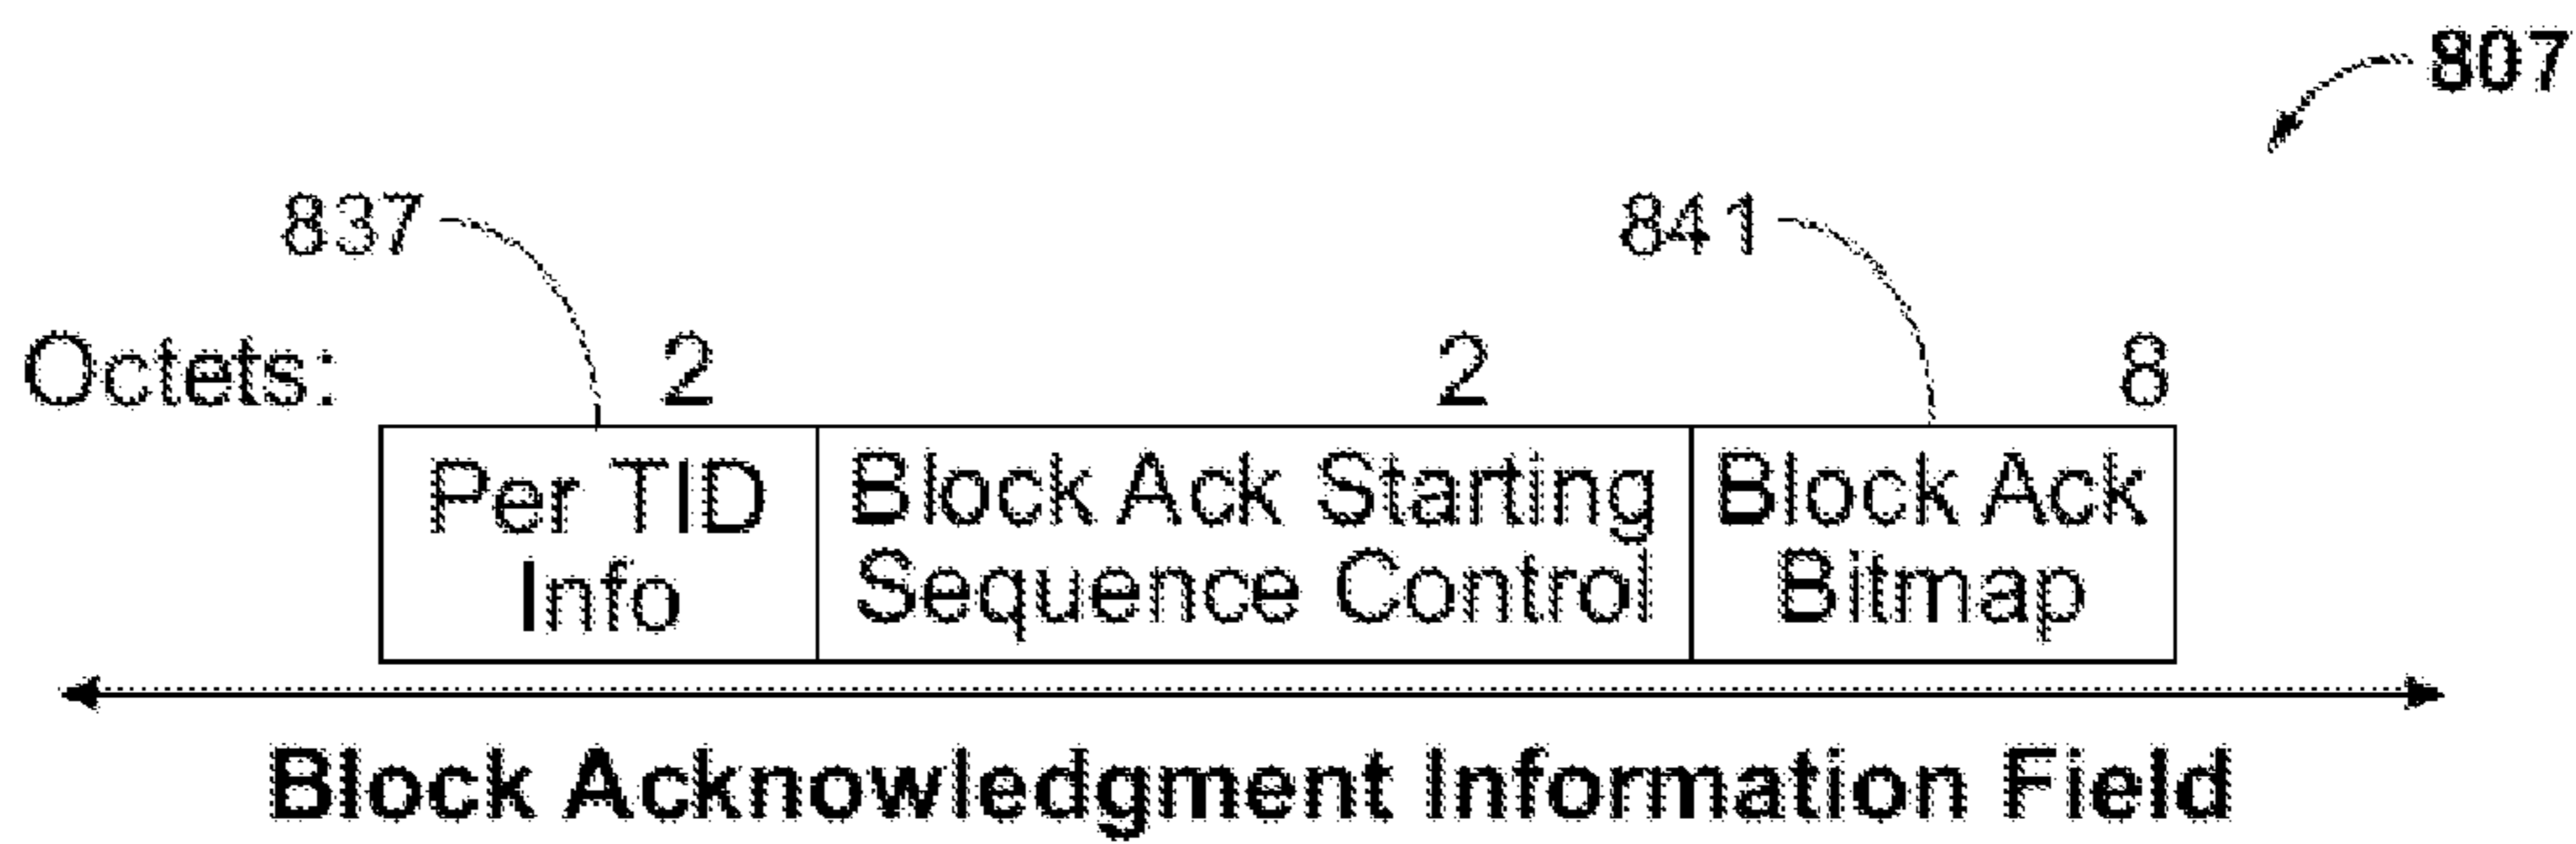 807
837
841
Octets: 2 2 8
Per TID Block Ack Starting Block Ack
Info Sequence Control Bitmap
Block Acknowledgment Information Field